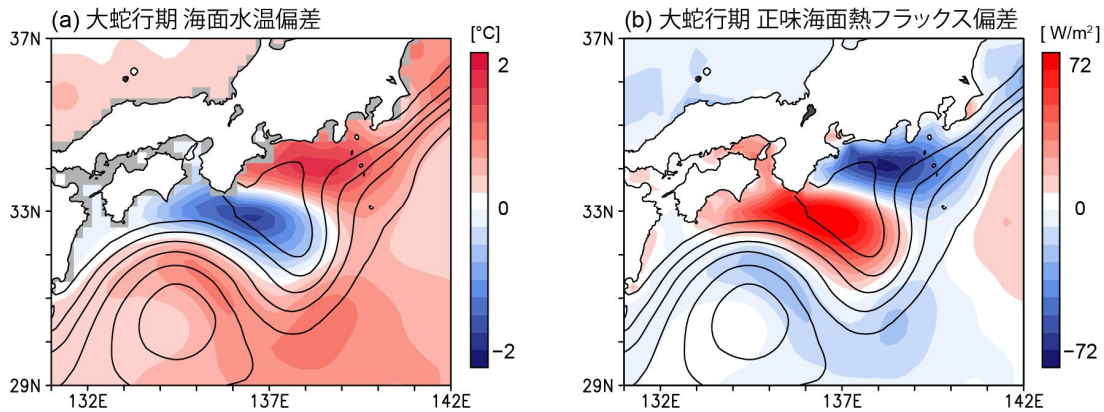 (a) 大蛇行期 海面水温偏差
[°C]
37N
33N
29N
132E
137E
142E
2
0
−2
(b) 大蛇行期 正味海面熱フラックス偏差
[ W/m²]
37N
33N
29N
132E
137E
142E
72
0
−72